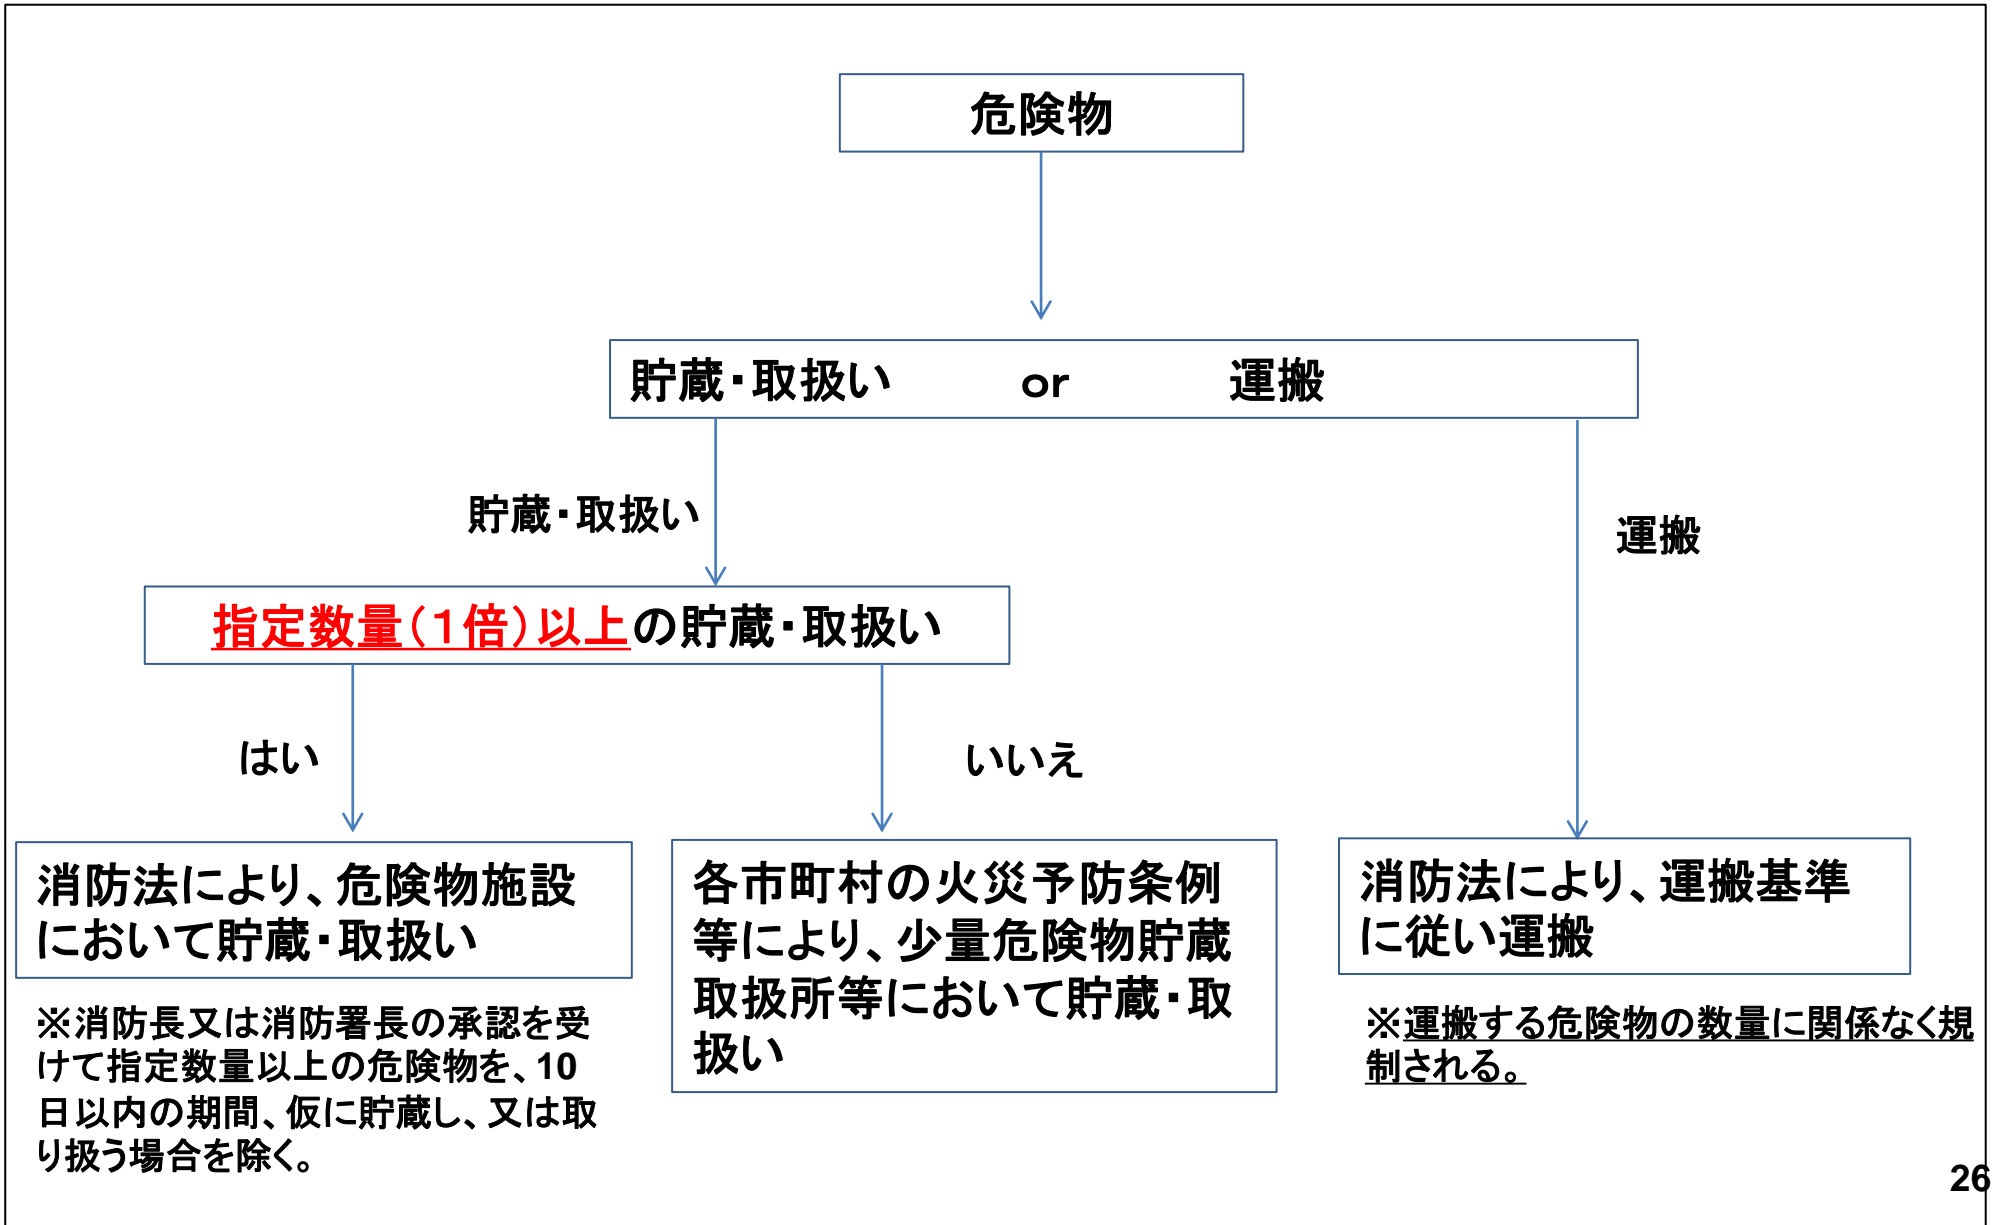 危険物
貯蔵・取扱い　　or　　運搬
貯蔵・取扱い
運搬
指定数量（１倍）以上の貯蔵・取扱い
はい
いいえ
消防法により、危険物施設
において貯蔵・取扱い
各市町村の火災予防条例
等により、少量危険物貯蔵
取扱所等において貯蔵・取
扱い
消防法により、運搬基準
に従い運搬
※消防長又は消防署長の承認を受
けて指定数量以上の危険物を、10
日以内の期間、仮に貯蔵し、又は取
り扱う場合を除く。
※運搬する危険物の数量に関係なく規
制される。
26